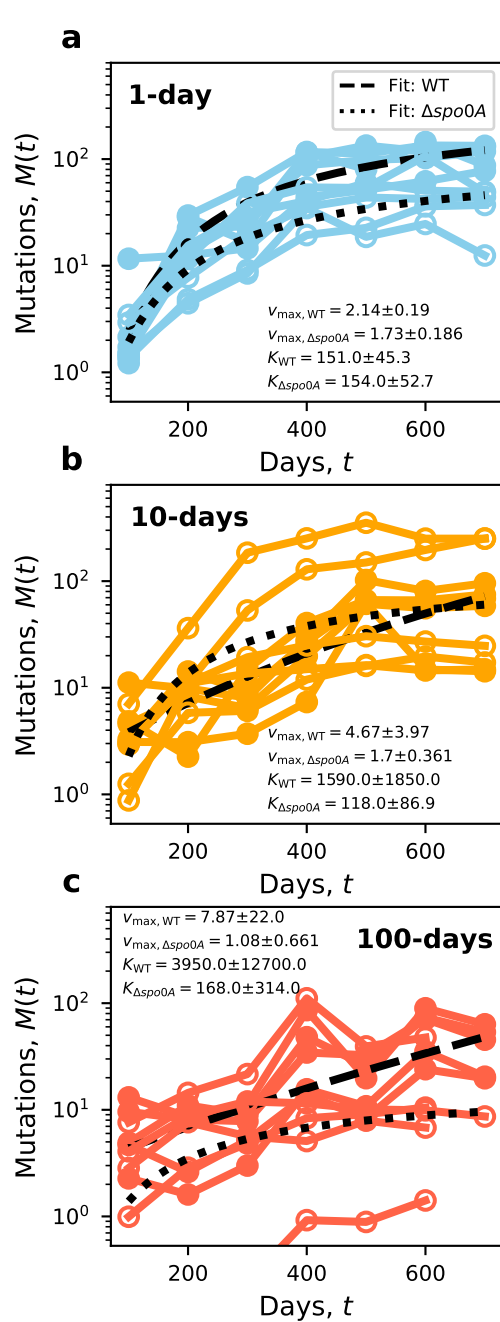 a
1-day
Fit: WT
Fit: Δspo0A
10²
10¹
10⁰
Mutations, M(t)
v_max, WT = 2.14±0.19
v_max, Δspo0A = 1.73±0.186
K_WT = 151.0±45.3
K_Δspo0A = 154.0±52.7
200 400 600
Days, t
b
10-days
10²
10¹
10⁰
Mutations, M(t)
v_max, WT = 4.67±3.97
v_max, Δspo0A = 1.7±0.361
K_WT = 1590.0±1850.0
K_Δspo0A = 118.0±86.9
200 400 600
Days, t
c
v_max, WT = 7.87±22.0
v_max, Δspo0A = 1.08±0.661
K_WT = 3950.0±12700.0
K_Δspo0A = 168.0±314.0
100-days
10²
10¹
10⁰
Mutations, M(t)
200 400 600
Days, t